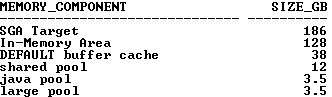 MEMORY_COMPONENT SIZE_GB
------------------------------ ----------
SGA Target 186
In-Memory Area 128
DEFAULT buffer cache 38
shared pool 12
java pool 3.5
large pool 3.5